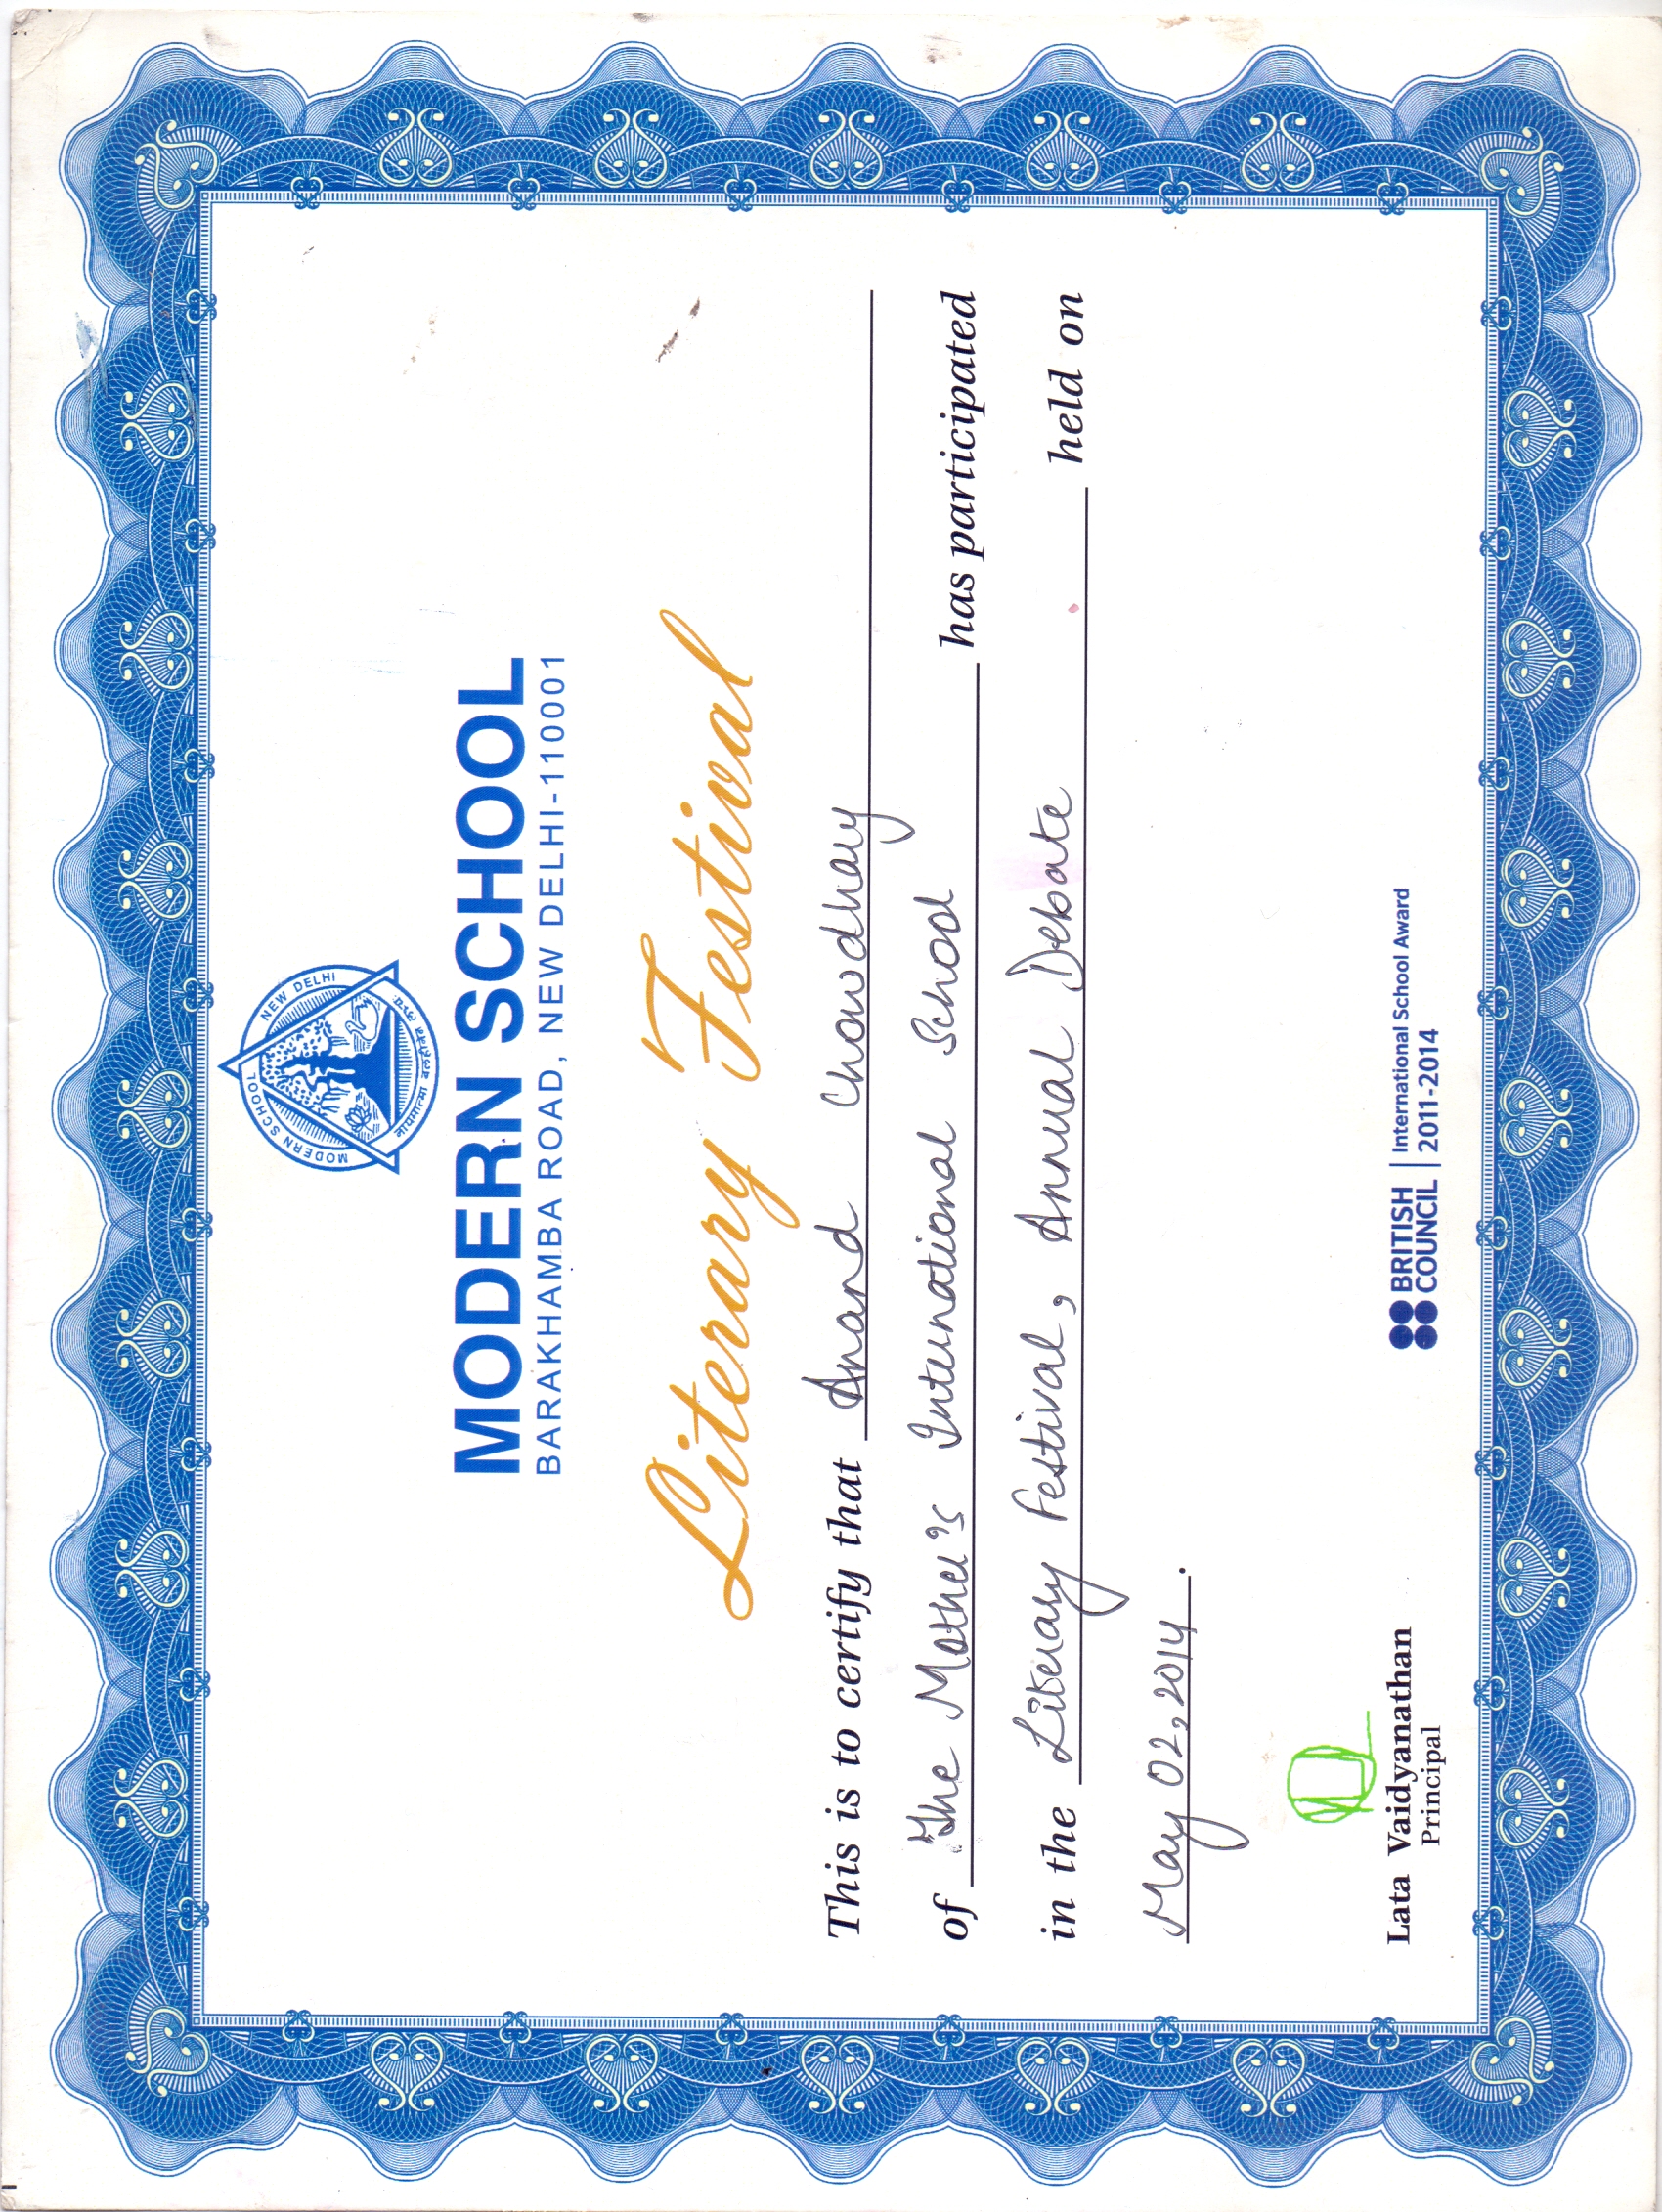 MODERN SCHOOL NEW DELHI
नायमात्मा बलहीनेन लभ्यः
MODERN SCHOOL
BARAKHAMBA ROAD, NEW DELHI-110001
Literary Festival
This is to certify that Anand Chowdhary
of The Mother's International School has participated
in the Literary Festival, Annual Debate held on
May 02, 2014.
Lata Vaidyanathan
Principal
BRITISH COUNCIL
International School Award
2011-2014